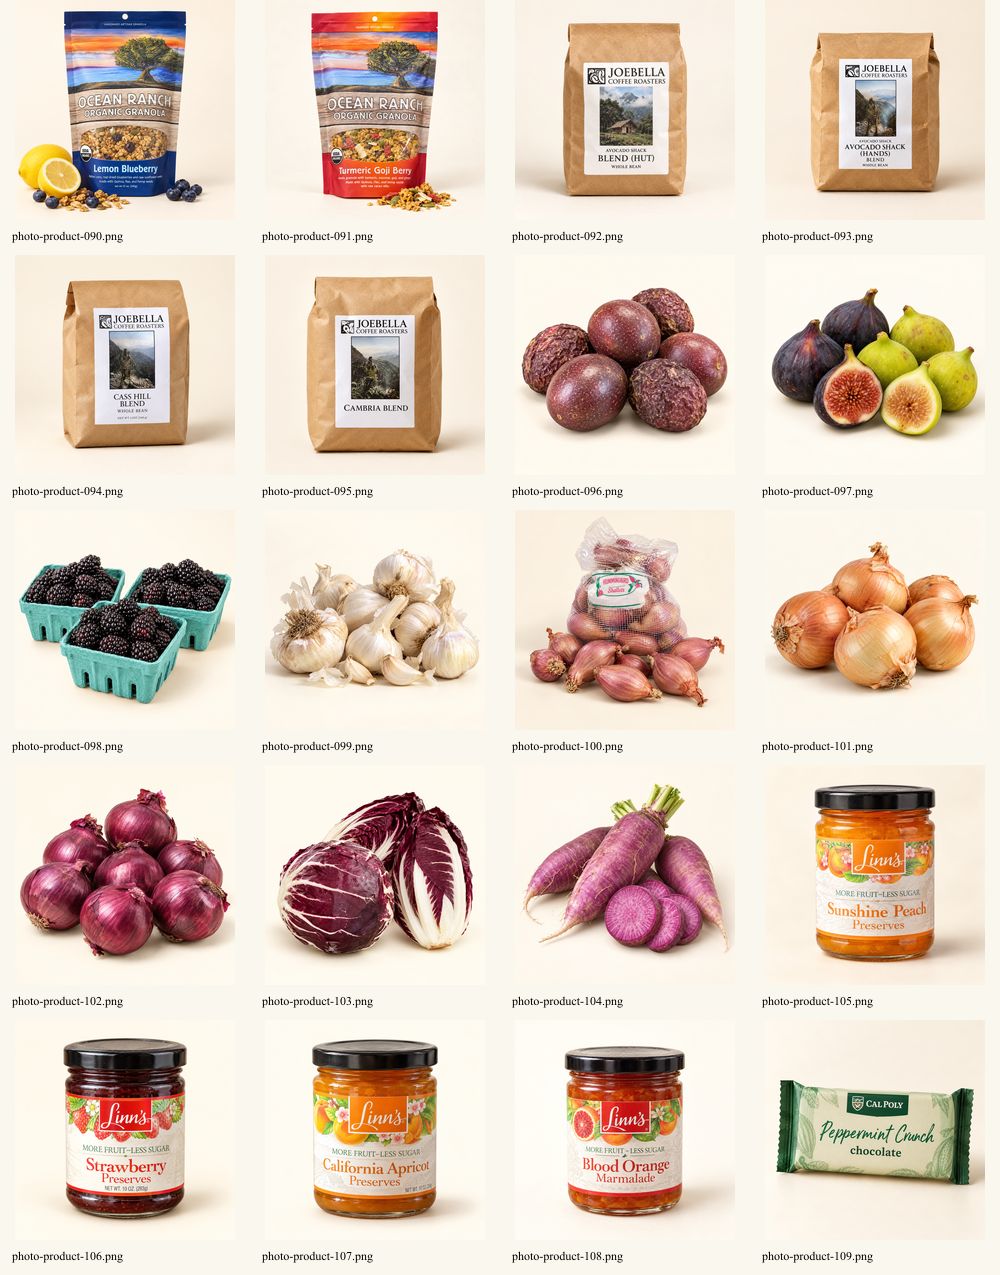 OCEAN RANCH
ORGANIC GRANOLA
Lemon Blueberry
OCEAN RANCH
ORGANIC GRANOLA
Turmeric Goji Berry
JOEBELLA
COFFEE ROASTERS
AVOCADO SHACK
BLEND (HUT)
WHOLE BEAN
JOEBELLA
COFFEE ROASTERS
AVOCADO SHACK
AVOCADO SHACK
(HANDS)
BLEND
WHOLE BEAN
photo-product-090.png
photo-product-091.png
photo-product-092.png
photo-product-093.png
JOEBELLA
COFFEE ROASTERS
CASS HILL
BLEND
WHOLE BEAN
JOEBELLA
COFFEE ROASTERS
CAMBRIA BLEND
photo-product-094.png
photo-product-095.png
photo-product-096.png
photo-product-097.png
Shallots
photo-product-098.png
photo-product-099.png
photo-product-100.png
photo-product-101.png
Linn's
MORE FRUIT-LESS SUGAR
Sunshine Peach
Preserves
photo-product-102.png
photo-product-103.png
photo-product-104.png
photo-product-105.png
Linn's
MORE FRUIT-LESS SUGAR
Strawberry
Preserves
NET WT. 10 OZ. (283g)
Linn's
MORE FRUIT-LESS SUGAR
California Apricot
Preserves
Linn's
MORE FRUIT-LESS SUGAR
Blood Orange
Marmalade
CAL POLY
Peppermint Crunch
chocolate
photo-product-106.png
photo-product-107.png
photo-product-108.png
photo-product-109.png